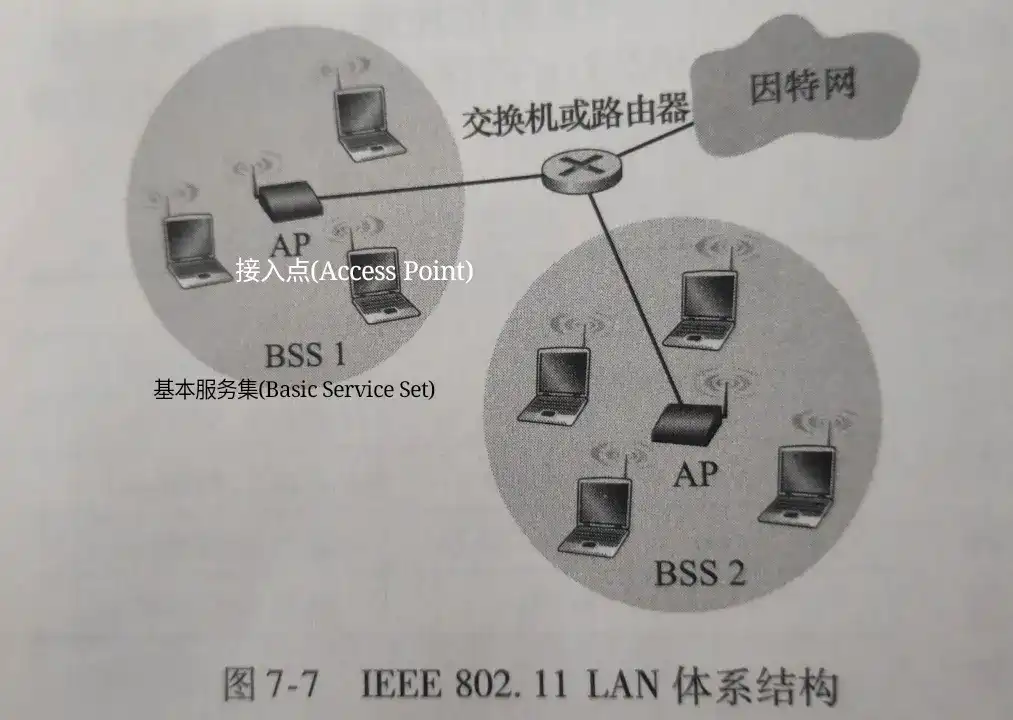 因特网
交换机或路由器
AP
接入点(Access Point)
BSS 1
基本服务集(Basic Service Set)
AP
BSS 2
图 7-7 IEEE 802.11 LAN 体系结构